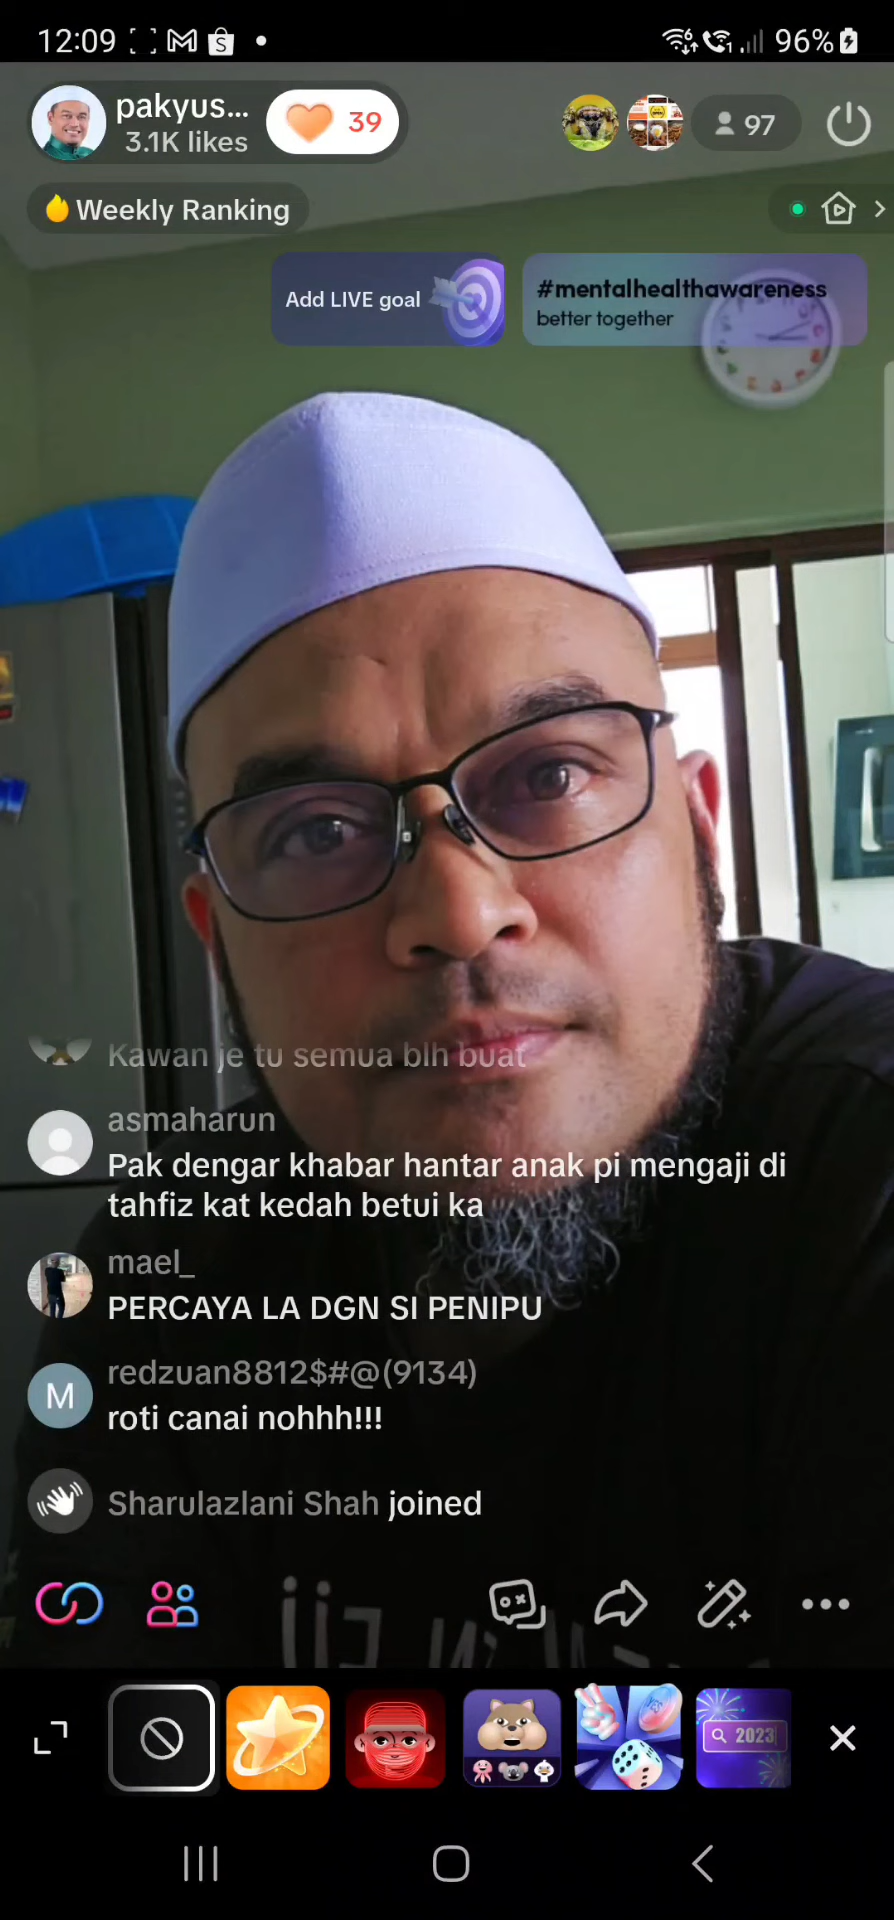 12:09
96%
pakyus...
3.1K likes
39
97
Weekly Ranking
Add LIVE goal
#mentalhealthawareness
better together
Kawan je tu semua blh buat
asmaharun
Pak dengar khabar hantar anak pi mengaji di
tahfiz kat kedah betui ka
mael_
PERCAYA LA DGN SI PENIPU
M
redzuan8812$#@(9134)
roti canai nohhh!!!
Sharulazlani Shah joined
2023